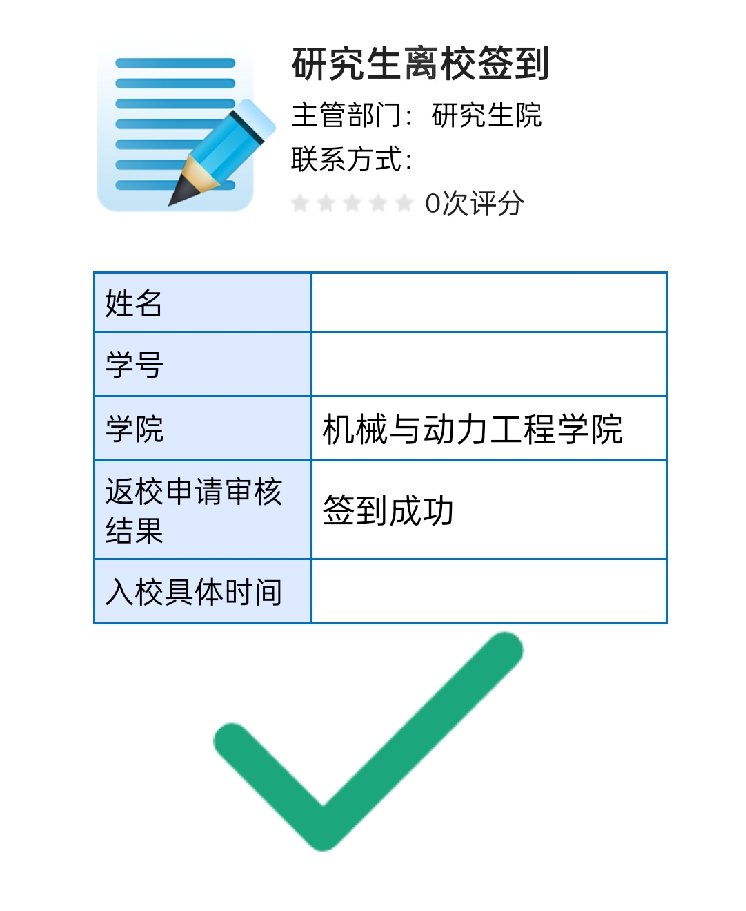 研究生离校签到
主管部门：研究生院
联系方式：
0次评分
姓名
学号
学院 机械与动力工程学院
返校申请审核
结果 签到成功
入校具体时间